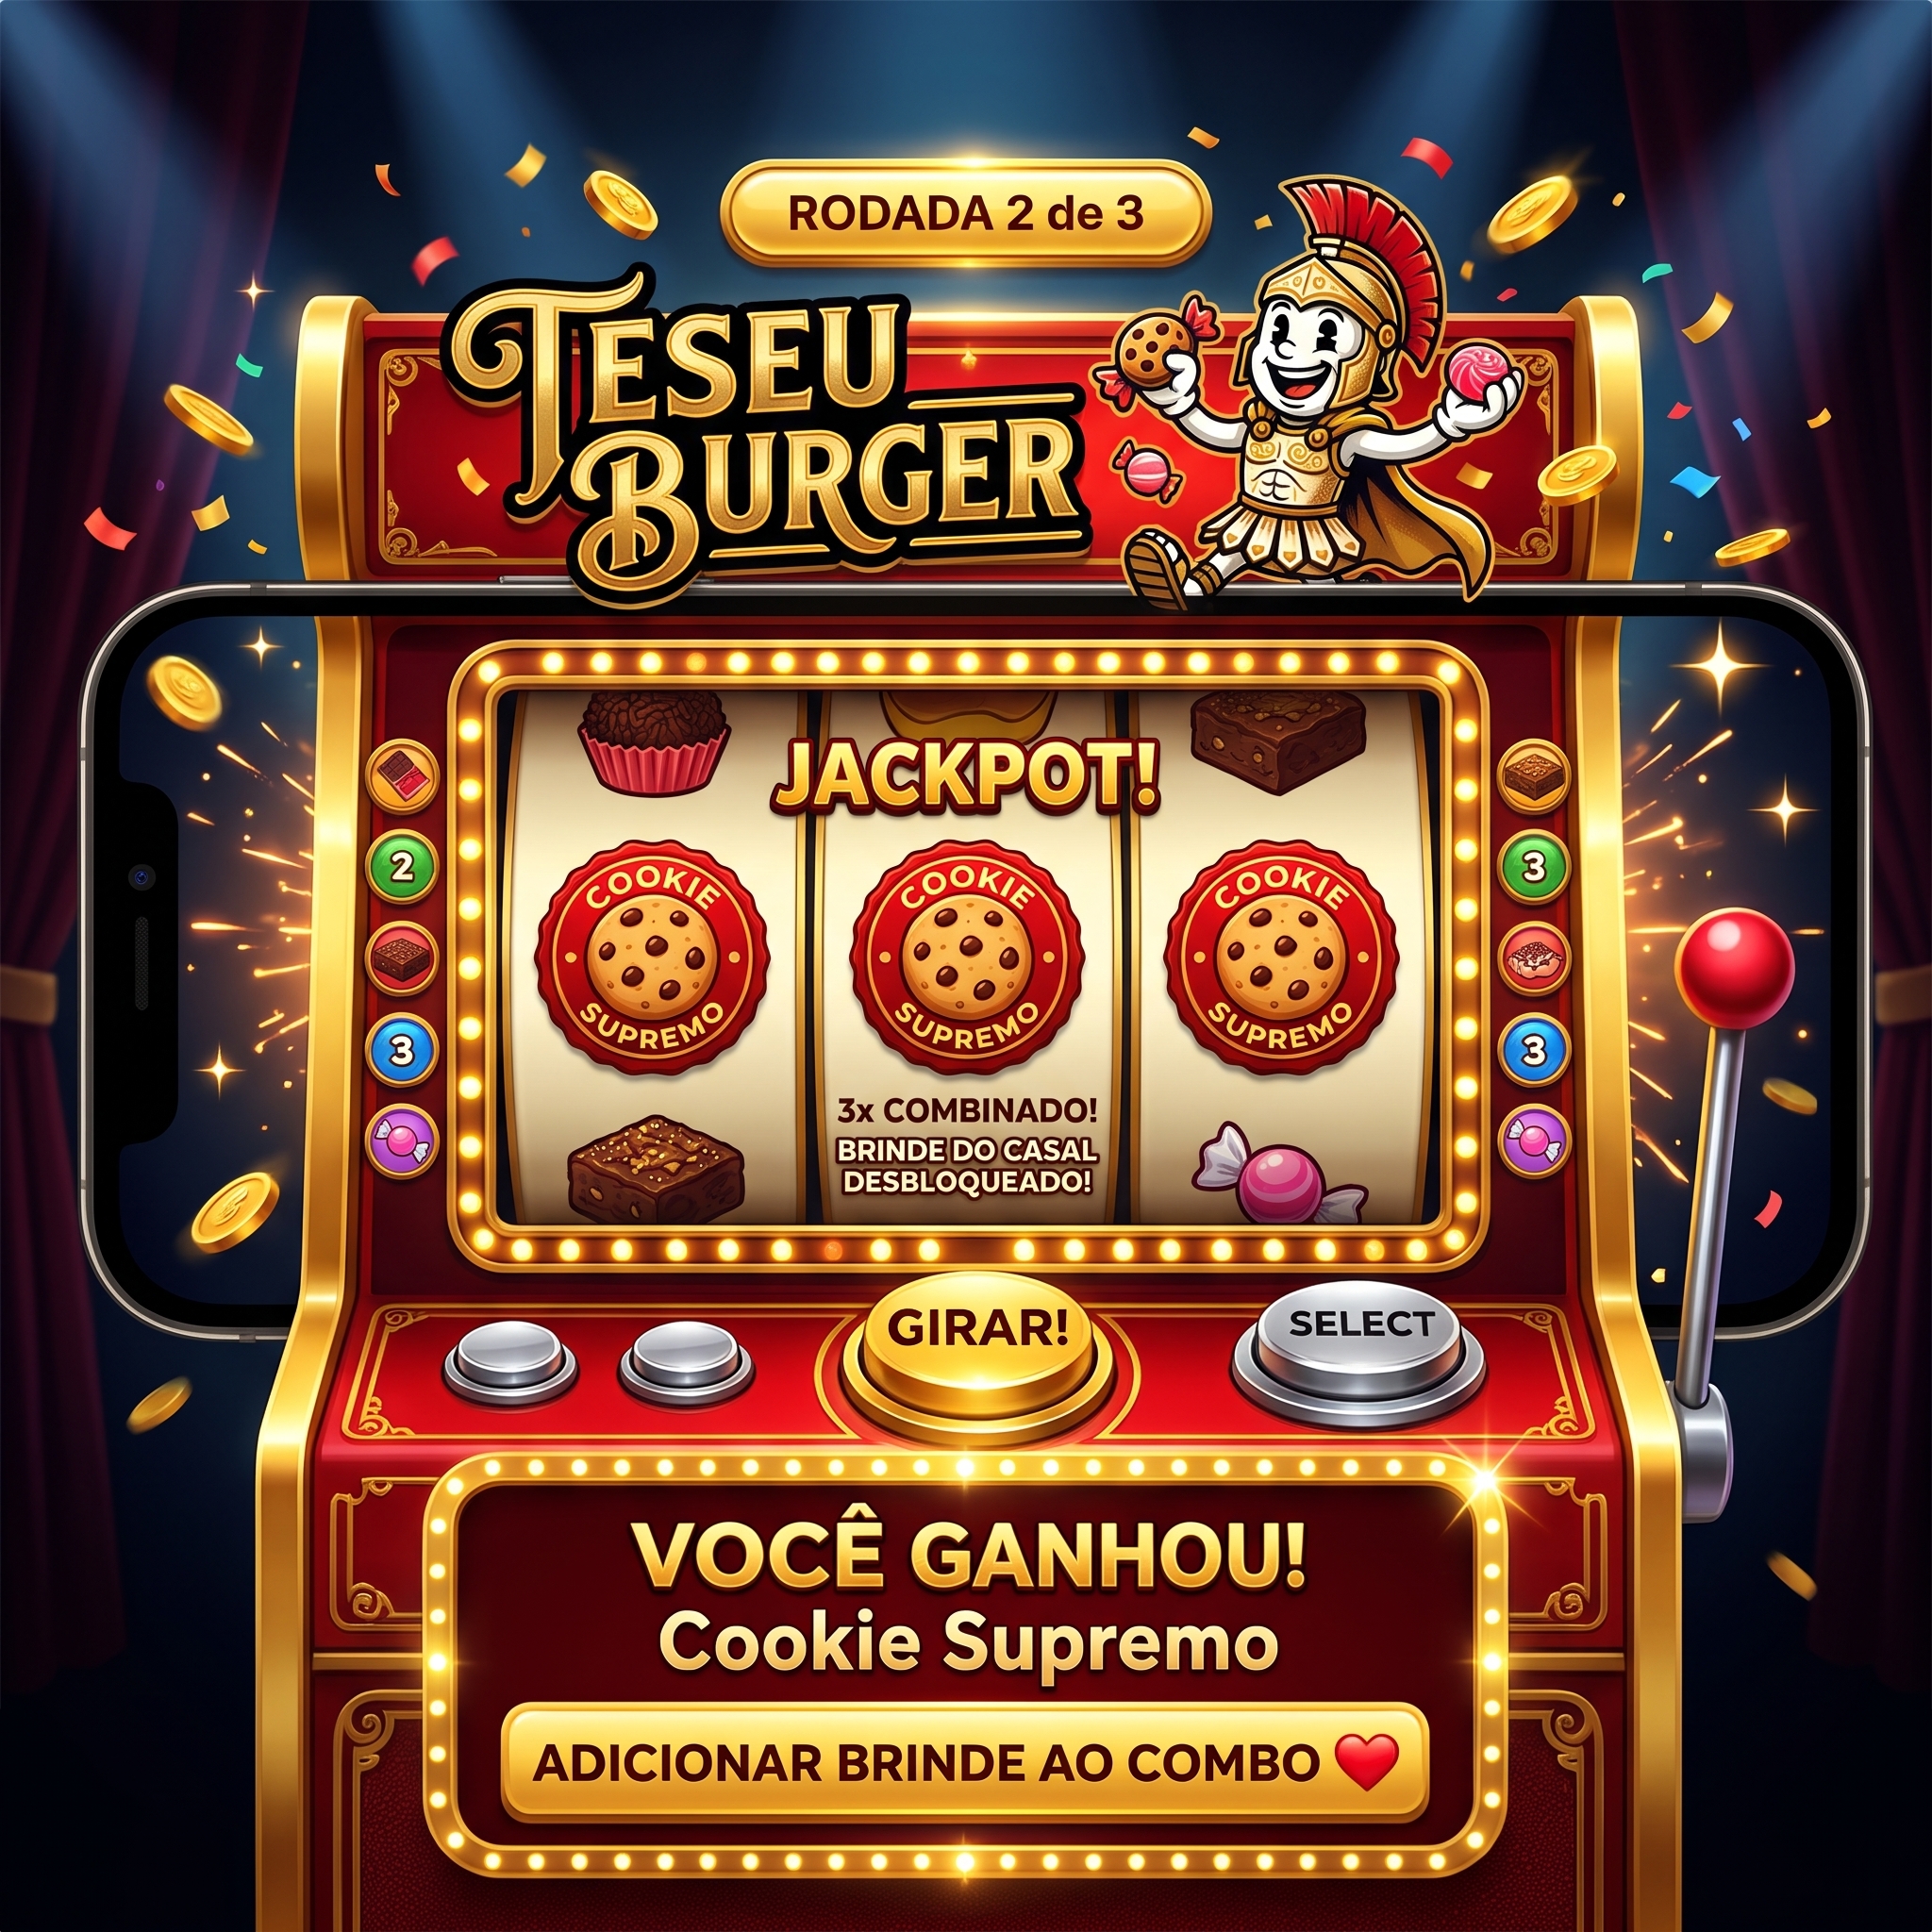 RODADA 2 de 3
TESEU
BURGER
JACKPOT!
COOKIE
SUPREMO
COOKIE
SUPREMO
COOKIE
SUPREMO
2
3
3
3
3x COMBINADO!
BRINDE DO CASAL
DESBLOQUEADO!
GIRAR!
SELECT
VOCÊ GANHOU!
Cookie Supremo
ADICIONAR BRINDE AO COMBO